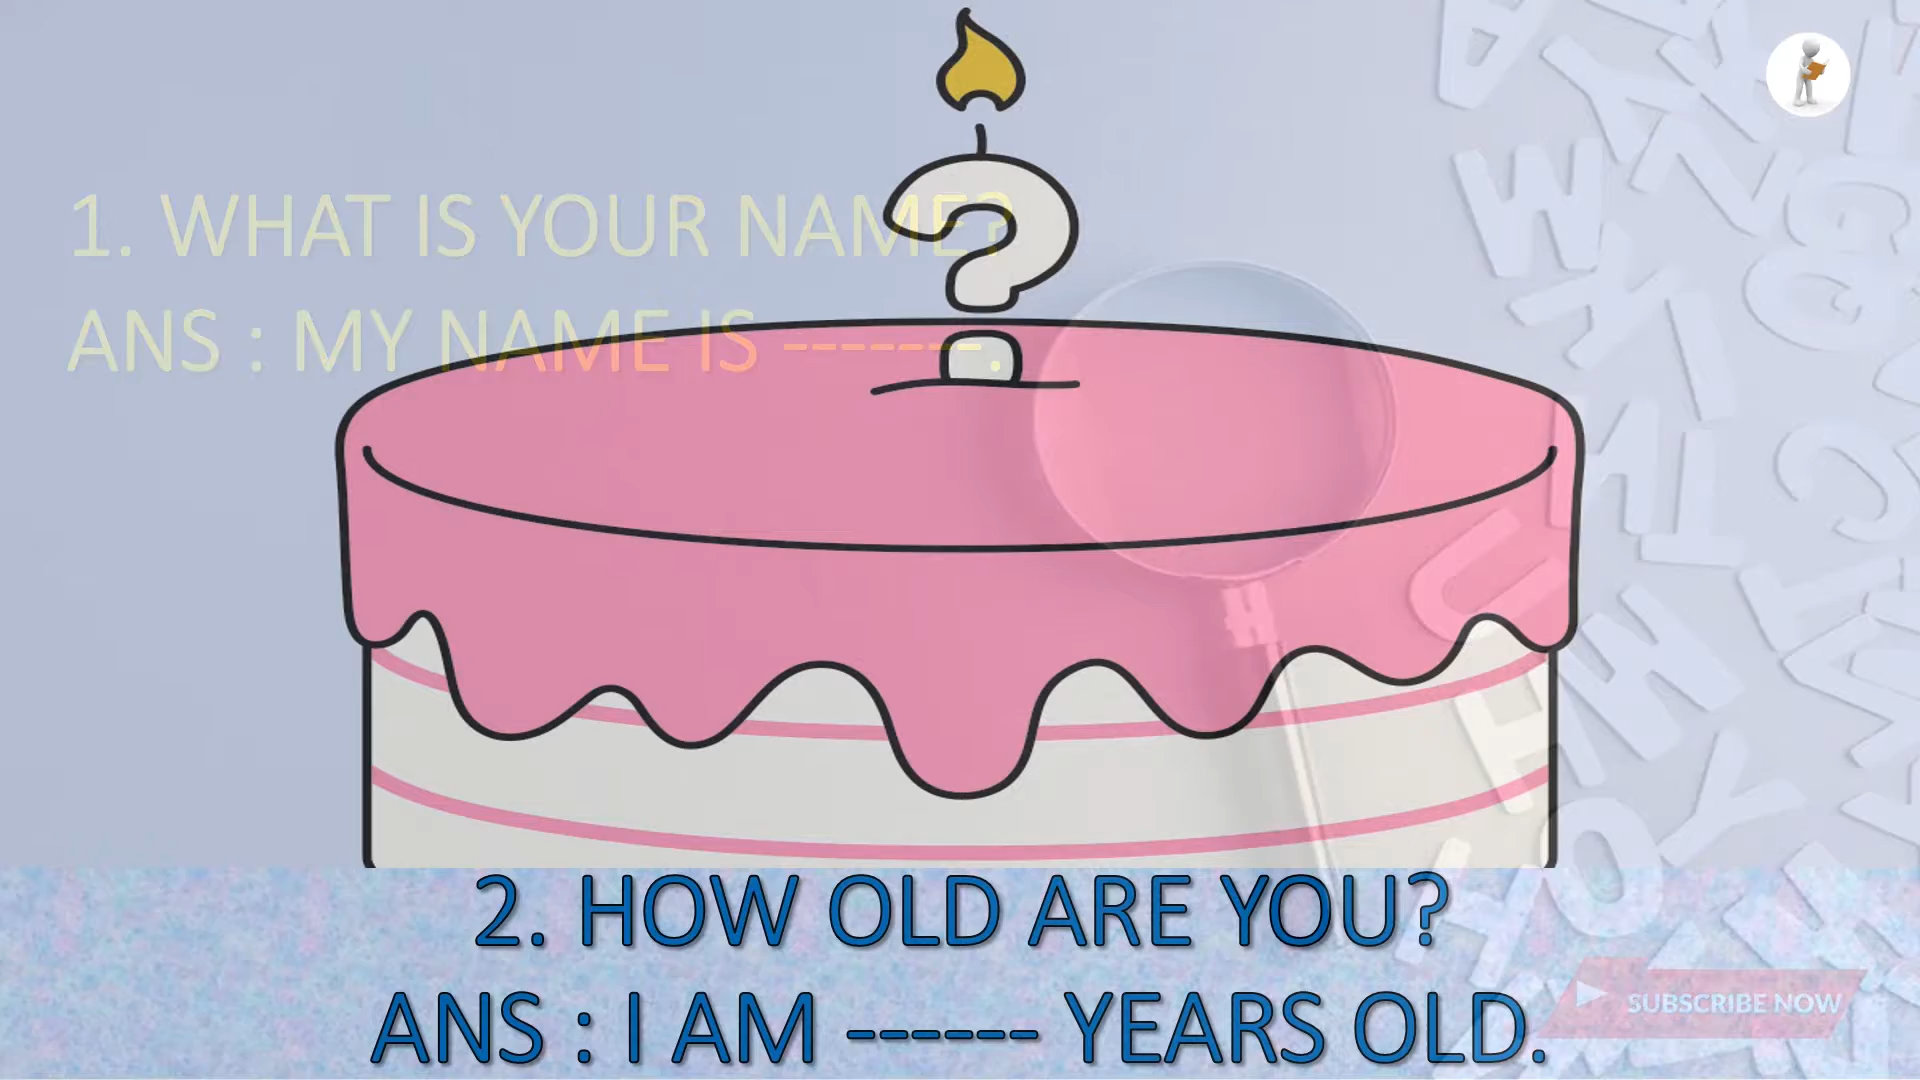 1. WHAT IS YOUR NAME?
ANS : MY NAME IS -------.
2. HOW OLD ARE YOU?
ANS : I AM ------ YEARS OLD.
SUBSCRIBE NOW